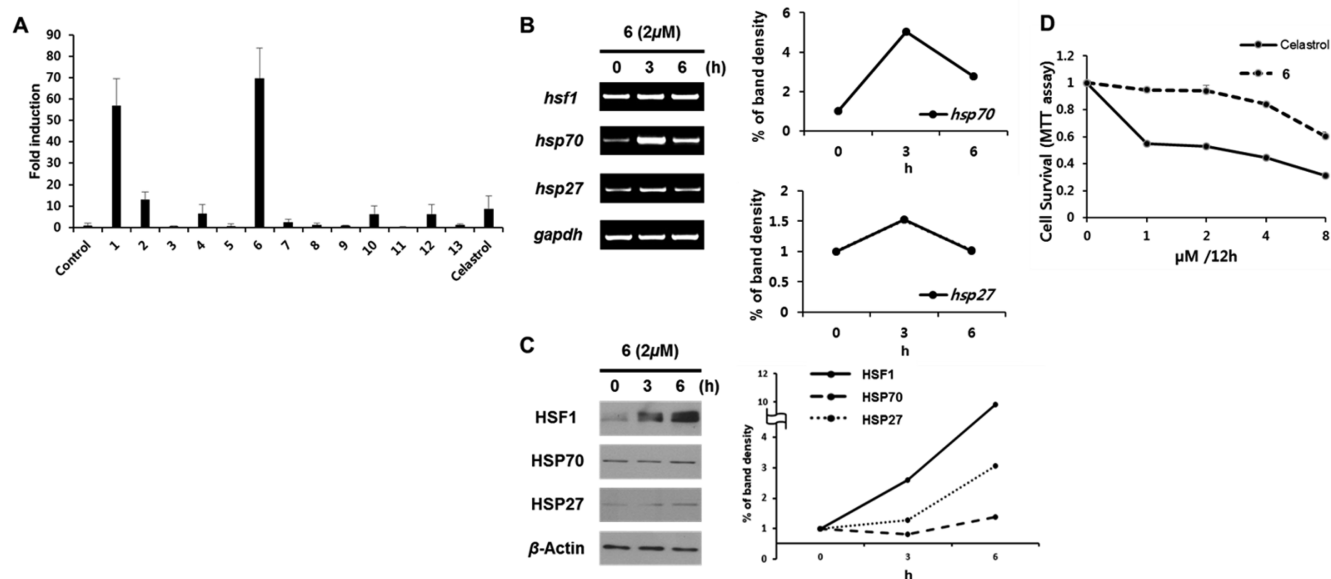 A
Fold induction
90
80
70
60
50
40
30
20
10
0
Control
1
2
3
4
5
6
7
8
9
10
11
12
13
Celastrol
B
6 (2µM)
0 3 6 (h)
hsf1
hsp70
hsp27
gapdh
% of band density
6
4
2
0
hsp70
0 3 6
h
% of band density
2
1.5
1
0.5
0
hsp27
0 3 6
h
C
6 (2µM)
0 3 6 (h)
HSF1
HSP70
HSP27
β-Actin
% of band density
12
10
4
3
2
1
0
HSF1
HSP70
HSP27
0 3 6
h
D
Celastrol
6
Cell Survival (MTT assay)
1.2
1
0.8
0.6
0.4
0.2
0
0 1 2 4 8
µM /12h